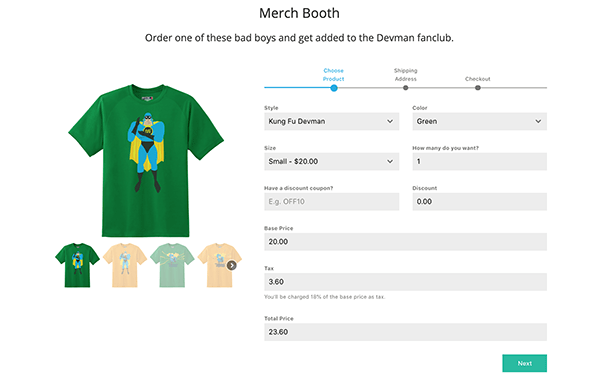 Merch Booth
Order one of these bad boys and get added to the Devman fanclub.
Choose
Product
Shipping
Address
Checkout
Style
Color
Kung Fu Devman
Green
Size
How many do you want?
Small - $20.00
1
Have a discount coupon?
Discount
E.g. OFF10
0.00
Base Price
20.00
Tax
3.60
You'll be charged 18% of the base price as tax.
Total Price
23.60
Next